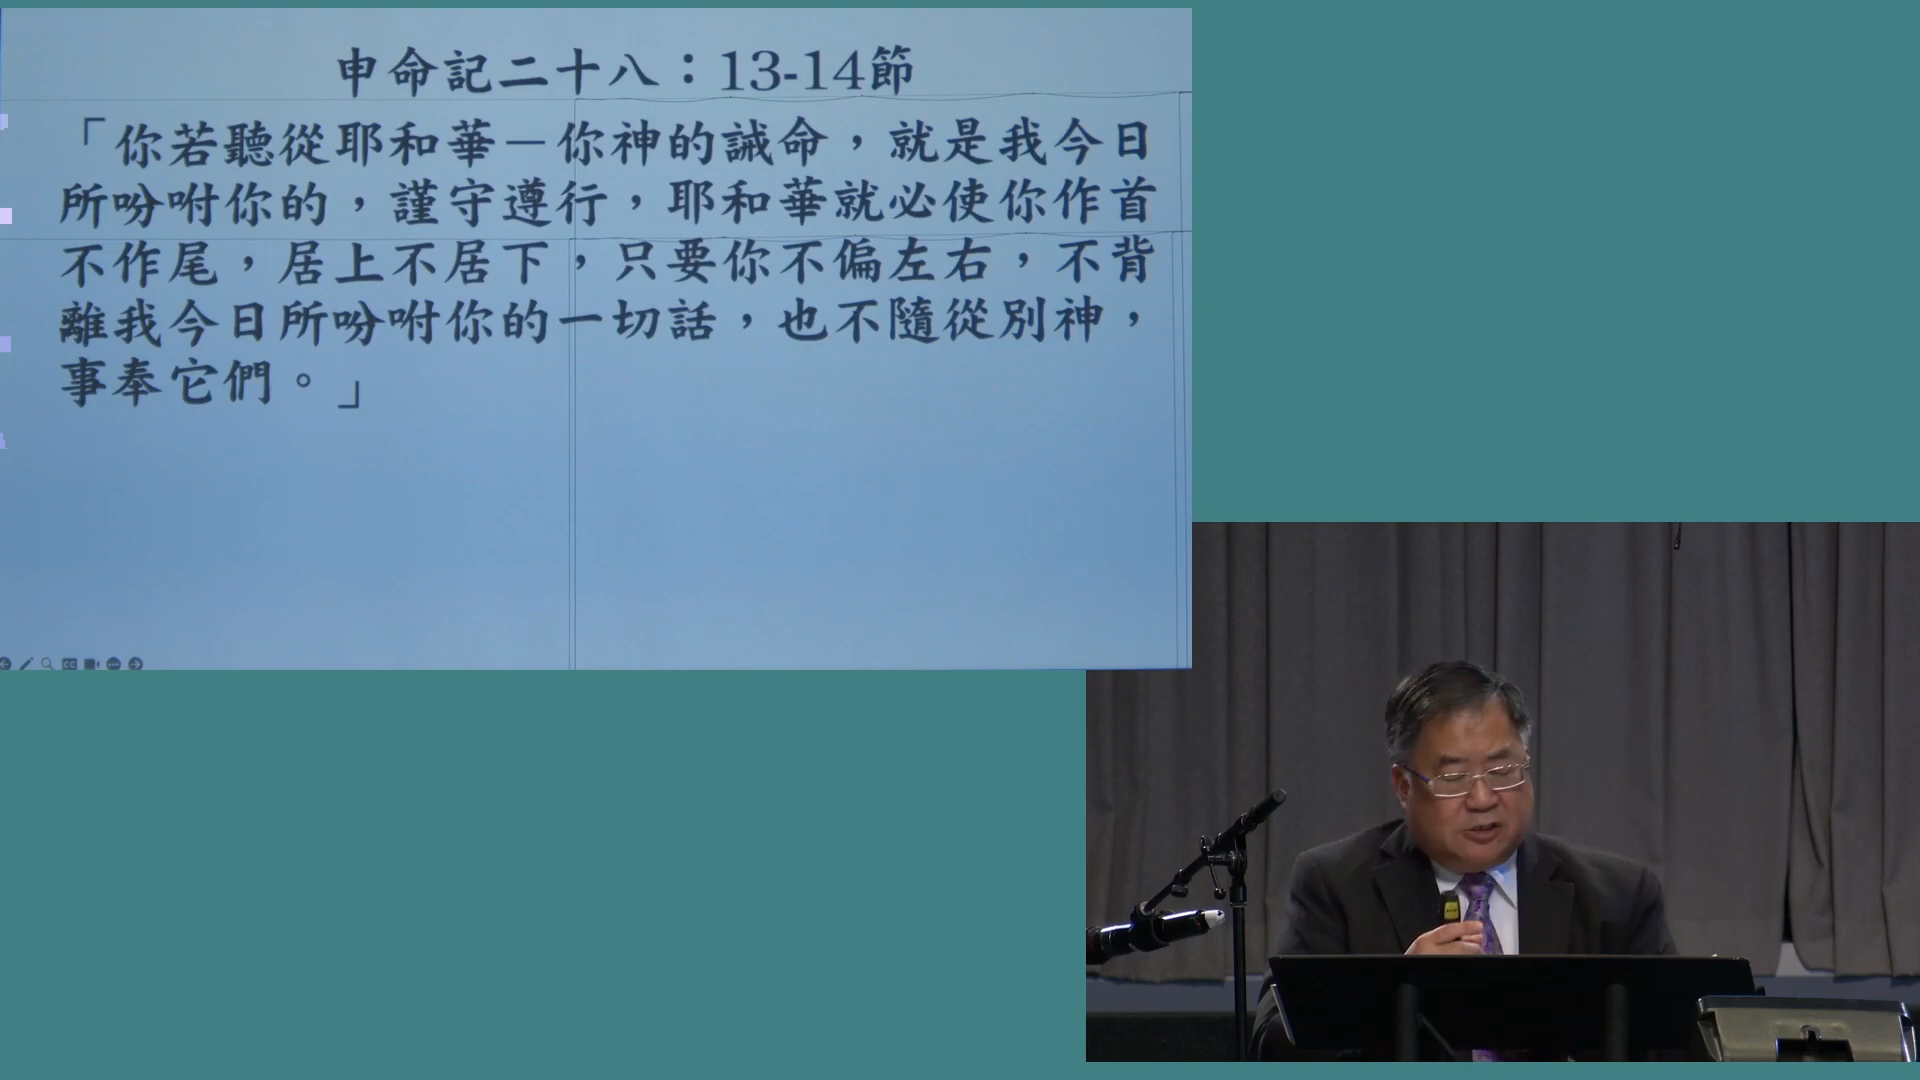 申命記二十八：13-14節
「你若聽從耶和華－你神的誡命，就是我今日
所吩咐你的，謹守遵行，耶和華就必使你作首
不作尾，居上不居下，只要你不偏左右，不背
離我今日所吩咐你的一切話，也不隨從別神，
事奉它們。」